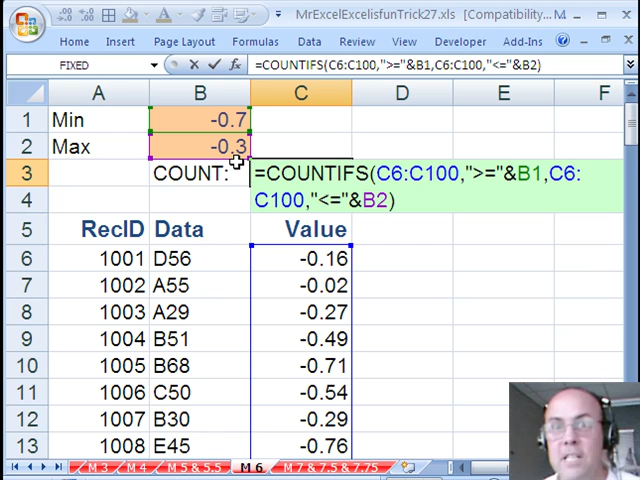 MrExcelExcelisfunTrick27.xls [Compatibility
Home Insert Formulas Data Review View Developer Add-Ins
FIXED =COUNTIFS(C6:C100,">="&B1,C6:C100,"<="&B2)
A B C D E F
1 Min -0.7
2 Max -0.3
3 COUNT: =COUNTIFS(C6:C100,">="&B1,C6:
4 C100,"<="&B2)
5 RecID Data Value
6 1001 D56 -0.16
7 1002 A55 -0.02
8 1003 A29 -0.27
9 1004 B51 -0.49
10 1005 B68 -0.71
11 1006 C50 -0.54
12 1007 B30 -0.29
13 1008 E45 -0.76
M 3 M 4 M 5 & 5.5 M 6 M 7 & 7.5 & 7.75